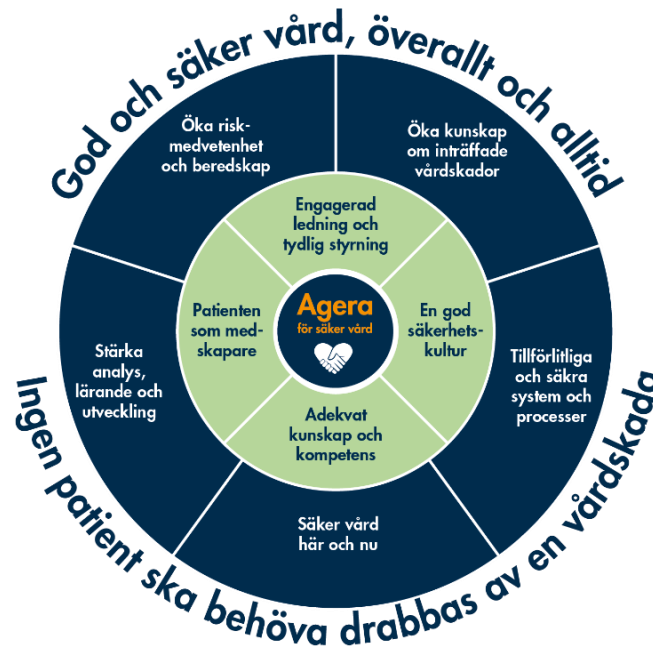 God och säker vård, överallt och alltid
Öka risk-
medvetenhet
och beredskap
Öka kunskap
om inträffade
vårdskador
Engagerad
ledning och
tydlig styrning
Patienten
som med-
skapare
Agera
för säker vård
En god
säkerhets-
kultur
Stärka
analys,
lärande och
utveckling
Tillförlitliga
och säkra
system och
processer
Adekvat
kunskap och
kompetens
Säker vård
här och nu
Ingen patient ska behöva drabbas av en vårdskada